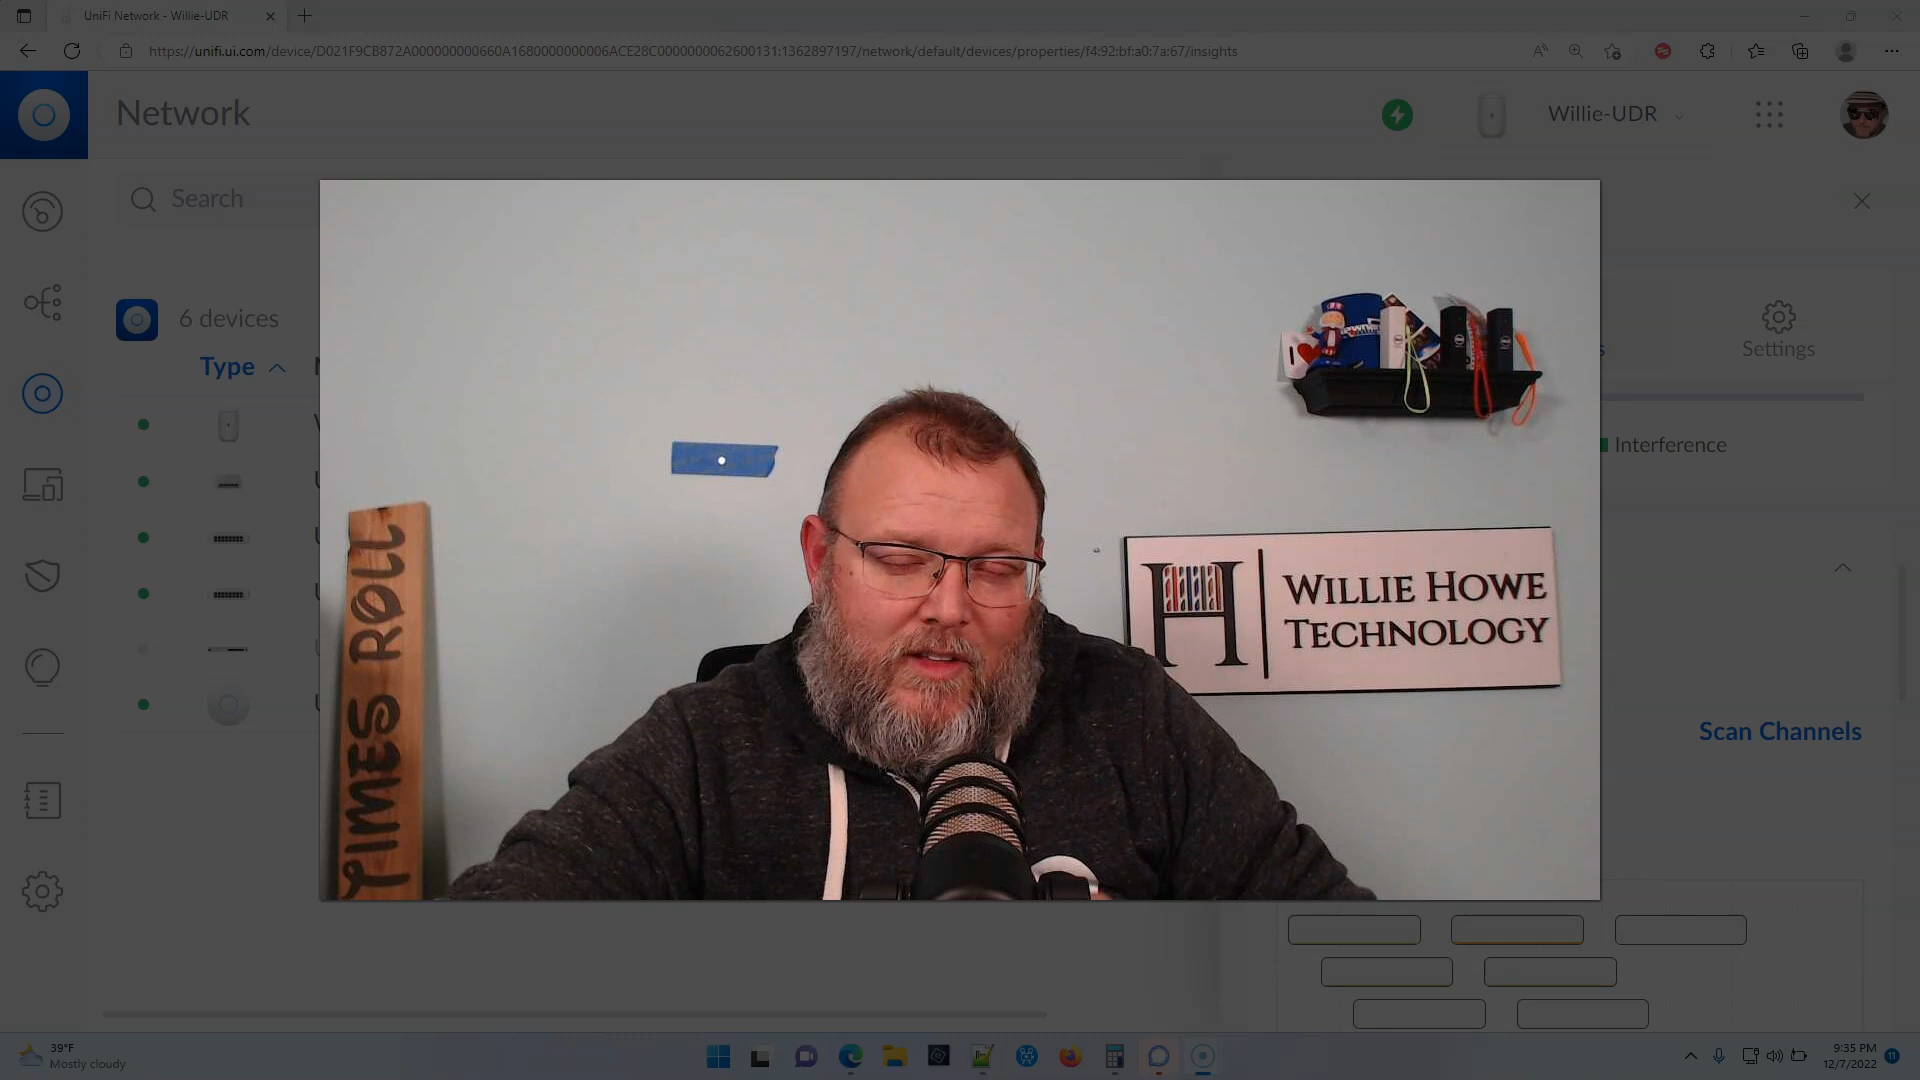 UniFi Network - Willie-UDR
https://unifi.ui.com/device/D021F9CB872A000000000660A1680000000006ACE28C0000000062600131:1362897197/network/default/devices/properties/f4:92:bf:a0:7a:67/insights
Network
Willie-UDR
Search
6 devices
Type
Settings
Interference
TIMES ROLL
H
WILLIE HOWE
TECHNOLOGY
Scan Channels
39°F
Mostly cloudy
9:35 PM
12/7/2022
11